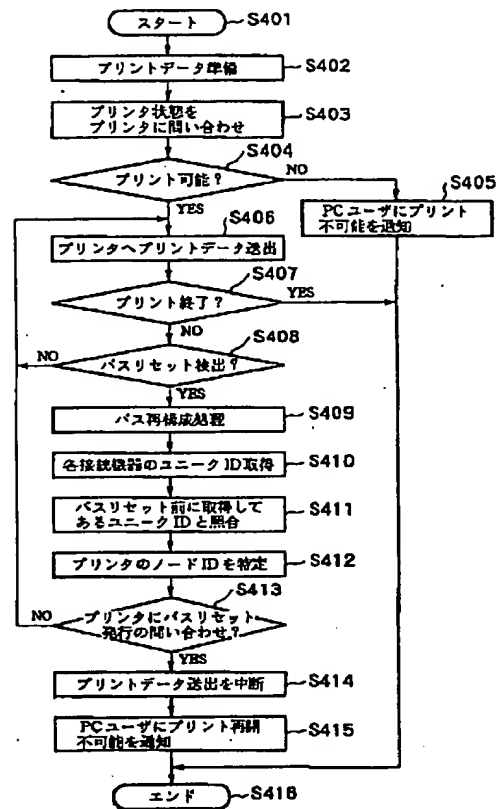 スタート
S401
プリントデータ準備
S402
プリンタ状態を
プリンタに問い合わせ
S403
S404
プリント可能？
NO
YES
S405
PCユーザにプリント
不可能を通知
S406
プリンタへプリントデータ送出
S407
プリント終了？
YES
NO
S408
バスリセット検出？
NO
YES
バス再構成処理
S409
各接続機器のユニークID取得
S410
バスリセット前に取得して
あるユニークIDと照合
S411
プリンタのノードIDを特定
S412
S413
プリンタにバスリセット
発行の問い合わせ？
NO
YES
プリントデータ送出を中断
S414
PCユーザにプリント再開
不可能を通知
S415
エンド
S416